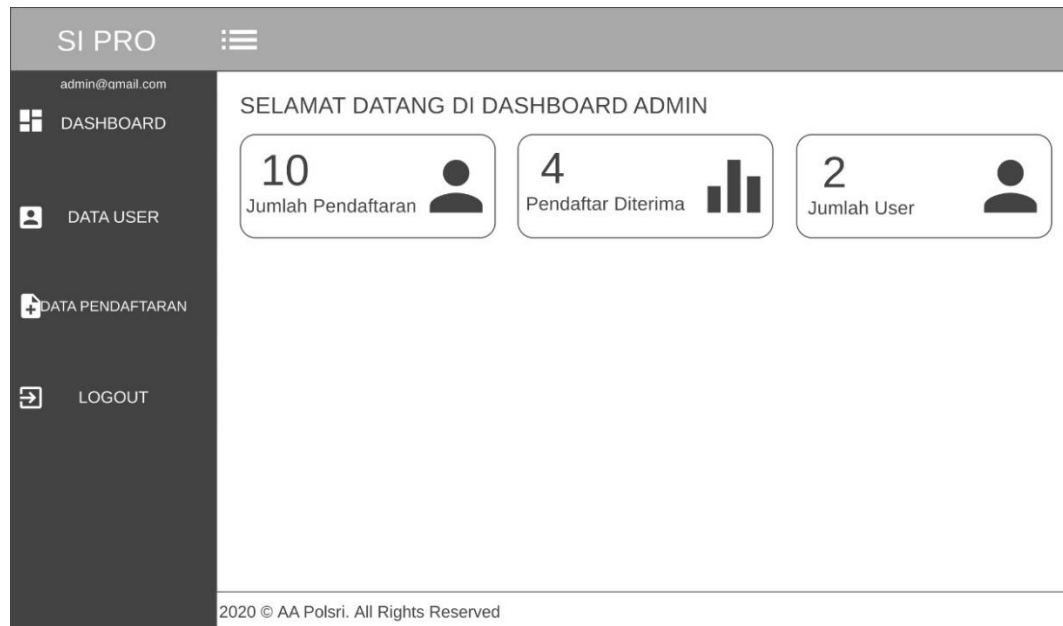 SI PRO
admin@gmail.com
DASHBOARD
DATA USER
DATA PENDAFTARAN
LOGOUT
SELAMAT DATANG DI DASHBOARD ADMIN
10
Jumlah Pendaftaran
4
Pendaftar Diterima
2
Jumlah User
2020 © AA Polsri. All Rights Reserved